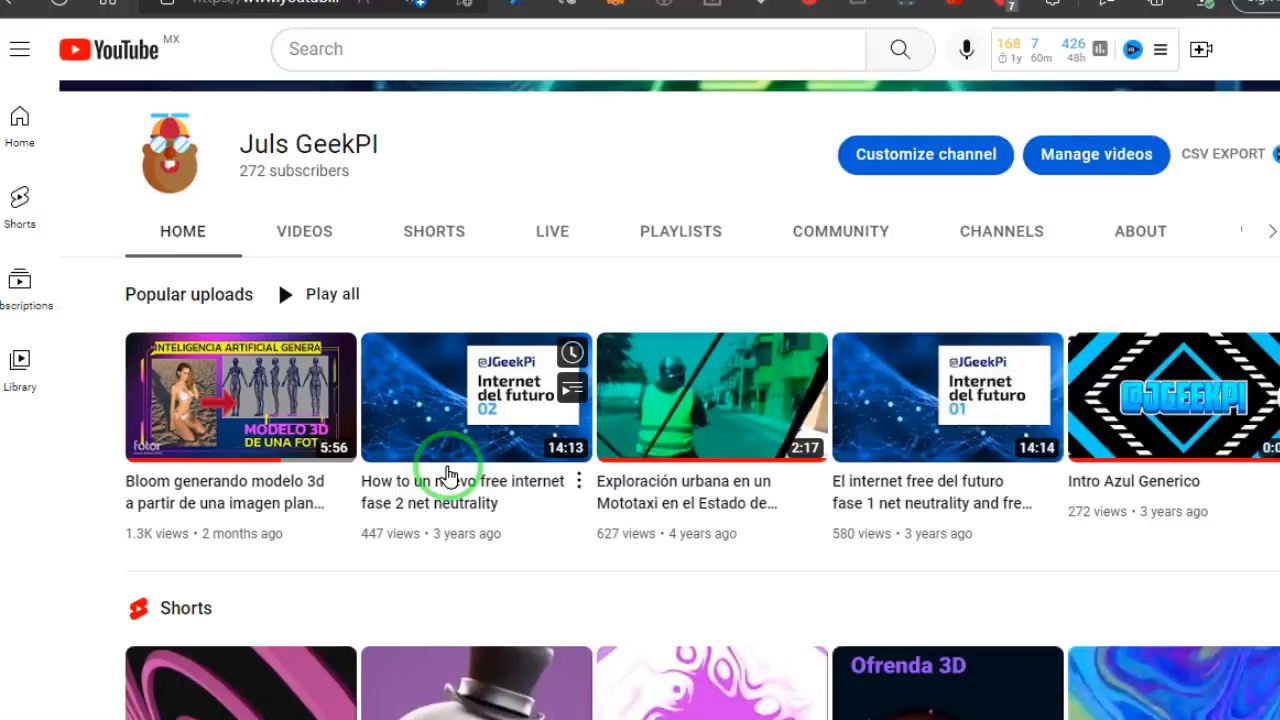 YouTube MX
Search
168 7 426
1y 60m 48h
Home
Shorts
bscriptions
Library
Juls GeekPI
272 subscribers
Customize channel
Manage videos
CSV EXPORT
HOME
VIDEOS
SHORTS
LIVE
PLAYLISTS
COMMUNITY
CHANNELS
ABOUT
Popular uploads
Play all
INTELIGENCIA ARTIFICIAL GENERA
MODELO 3D
DE UNA FOT
fotor
5:56
@JGeekPi
Internet
del futuro
02
14:13
2:17
@JGeekPi
Internet
del futuro
01
14:14
@JGEEKPI
0:0
Bloom generando modelo 3d
a partir de una imagen plan...
1.3K views • 2 months ago
How to un nuevo free internet
fase 2 net neutrality
447 views • 3 years ago
Exploración urbana en un
Mototaxi en el Estado de...
627 views • 4 years ago
El internet free del futuro
fase 1 net neutrality and fre...
580 views • 3 years ago
Intro Azul Generico
272 views • 3 years ago
Shorts
Ofrenda 3D